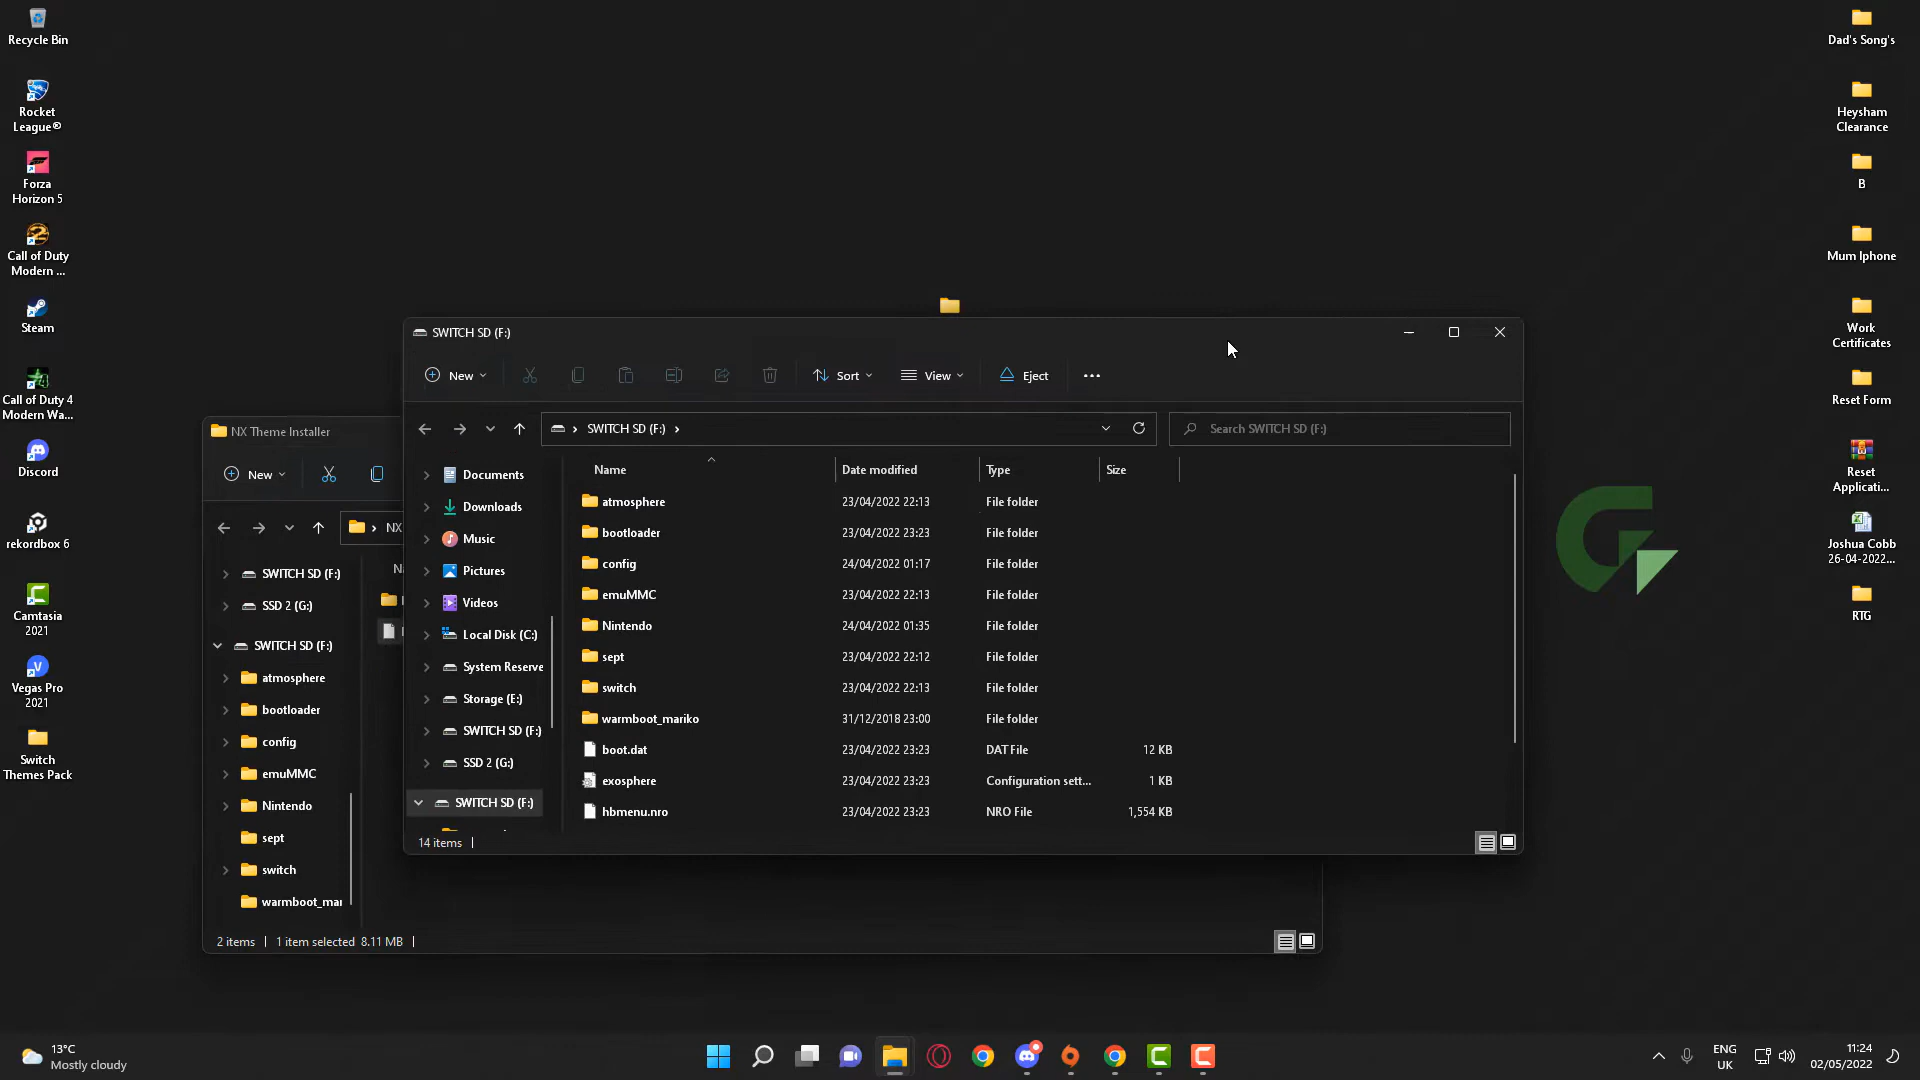 Recycle Bin
Rocket
League®
Forza
Horizon 5
Call of Duty
Modern ...
Steam
Call of Duty 4
Modern Wa...
Discord
rekordbox 6
Camtasia
2021
Vegas Pro
2021
Switch
Themes Pack
NX Theme Installer
New
NX
SWITCH SD (F:)
SSD 2 (G:)
SWITCH SD (F:)
atmosphere
bootloader
config
emuMMC
Nintendo
sept
switch
warmboot_mar
2 items 1 item selected 8.11 MB
SWITCH SD (F:)
New Sort View Eject
SWITCH SD (F:) Search SWITCH SD (F:)
Documents
Downloads
Music
Pictures
Videos
Local Disk (C:)
System Reserve
Storage (E:)
SWITCH SD (F:)
SSD 2 (G:)
SWITCH SD (F:)
Name Date modified Type Size
atmosphere 23/04/2022 22:13 File folder
bootloader 23/04/2022 23:23 File folder
config 24/04/2022 01:17 File folder
emuMMC 23/04/2022 22:13 File folder
Nintendo 24/04/2022 01:35 File folder
sept 23/04/2022 22:12 File folder
switch 23/04/2022 22:13 File folder
warmboot_mariko 31/12/2018 23:00 File folder
boot.dat 23/04/2022 23:23 DAT File 12 KB
exosphere 23/04/2022 23:23 Configuration sett... 1 KB
hbmenu.nro 23/04/2022 23:23 NRO File 1,554 KB
14 items
Dad's Song's
Heysham
Clearance
B
Mum Iphone
Work
Certificates
Reset Form
Reset
Applicati...
Joshua Cobb
26-04-2022...
RTG
13°C
Mostly cloudy
ENG
UK
11:24
02/05/2022